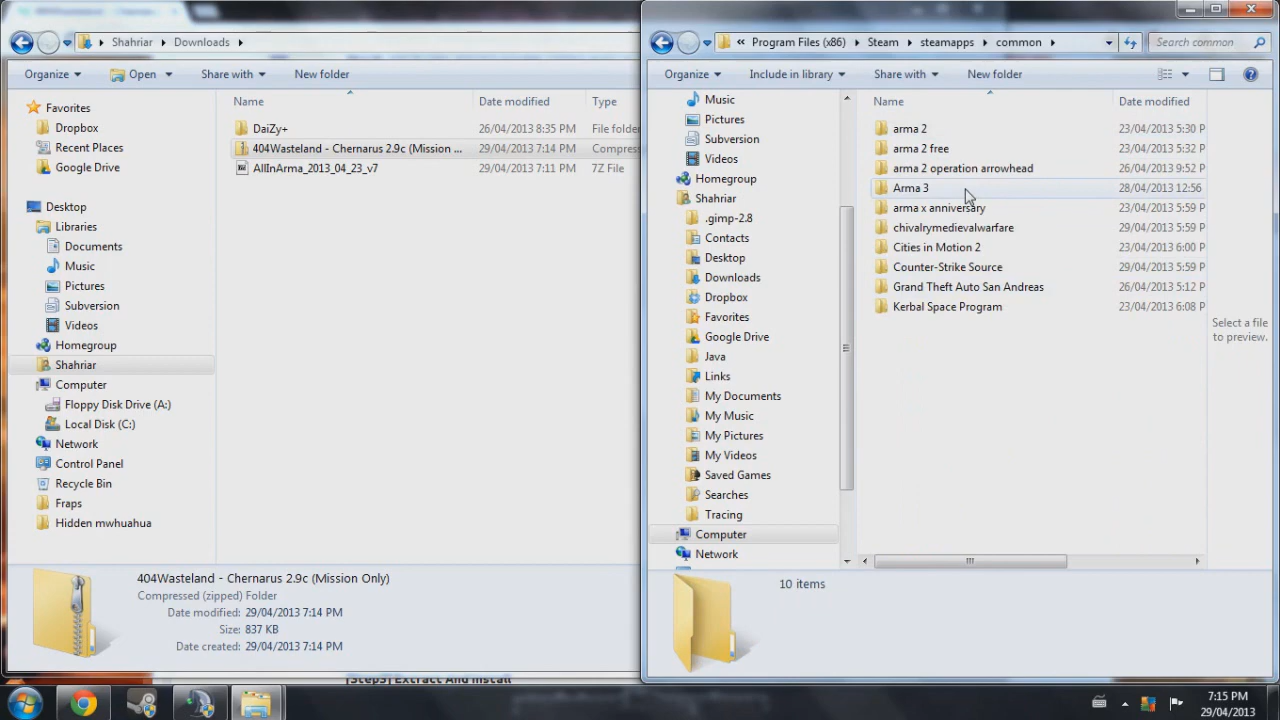 Shahriar Downloads
Organize Open Share with New folder
Favorites
Dropbox
Recent Places
Google Drive
Desktop
Libraries
Documents
Music
Pictures
Subversion
Videos
Homegroup
Shahriar
Computer
Floppy Disk Drive (A:)
Local Disk (C:)
Network
Control Panel
Recycle Bin
Fraps
Hidden mwhuahua
Name Date modified Type
DaiZy+ 26/04/2013 8:35 PM File folder
404Wasteland - Chernarus 2.9c (Mission ... 29/04/2013 7:14 PM Compress
AllInArma_2013_04_23_v7 29/04/2013 7:11 PM 7Z File
404Wasteland - Chernarus 2.9c (Mission Only)
Compressed (zipped) Folder
Date modified: 29/04/2013 7:14 PM
Size: 837 KB
Date created: 29/04/2013 7:14 PM
[Step5] Extract And Install
« Program Files (x86) Steam steamapps common Search common
Organize Include in library Share with New folder
Music
Pictures
Subversion
Videos
Homegroup
Shahriar
.gimp-2.8
Contacts
Desktop
Downloads
Dropbox
Favorites
Google Drive
Java
Links
My Documents
My Music
My Pictures
My Videos
Saved Games
Searches
Tracing
Computer
Network
Name Date modified
arma 2 23/04/2013 5:30 P
arma 2 free 23/04/2013 5:32 P
arma 2 operation arrowhead 26/04/2013 9:52 P
Arma 3 28/04/2013 12:56
arma x anniversary 23/04/2013 5:59 P
chivalrymedievalwarfare 29/04/2013 5:59 P
Cities in Motion 2 23/04/2013 6:00 P
Counter-Strike Source 29/04/2013 5:59 P
Grand Theft Auto San Andreas 26/04/2013 5:12 P
Kerbal Space Program 23/04/2013 6:08 P
Select a file
to preview.
10 items
7:15 PM
29/04/2013